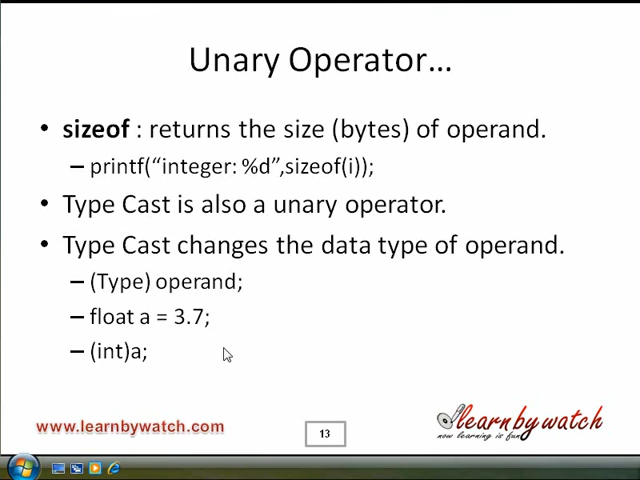 Unary Operator...
• sizeof : returns the size (bytes) of operand.
– printf(“integer: %d”,sizeof(i));
• Type Cast is also a unary operator.
• Type Cast changes the data type of operand.
– (Type) operand;
– float a = 3.7;
– (int)a;
www.learnbywatch.com
13
learnbywatch
now learning is fun